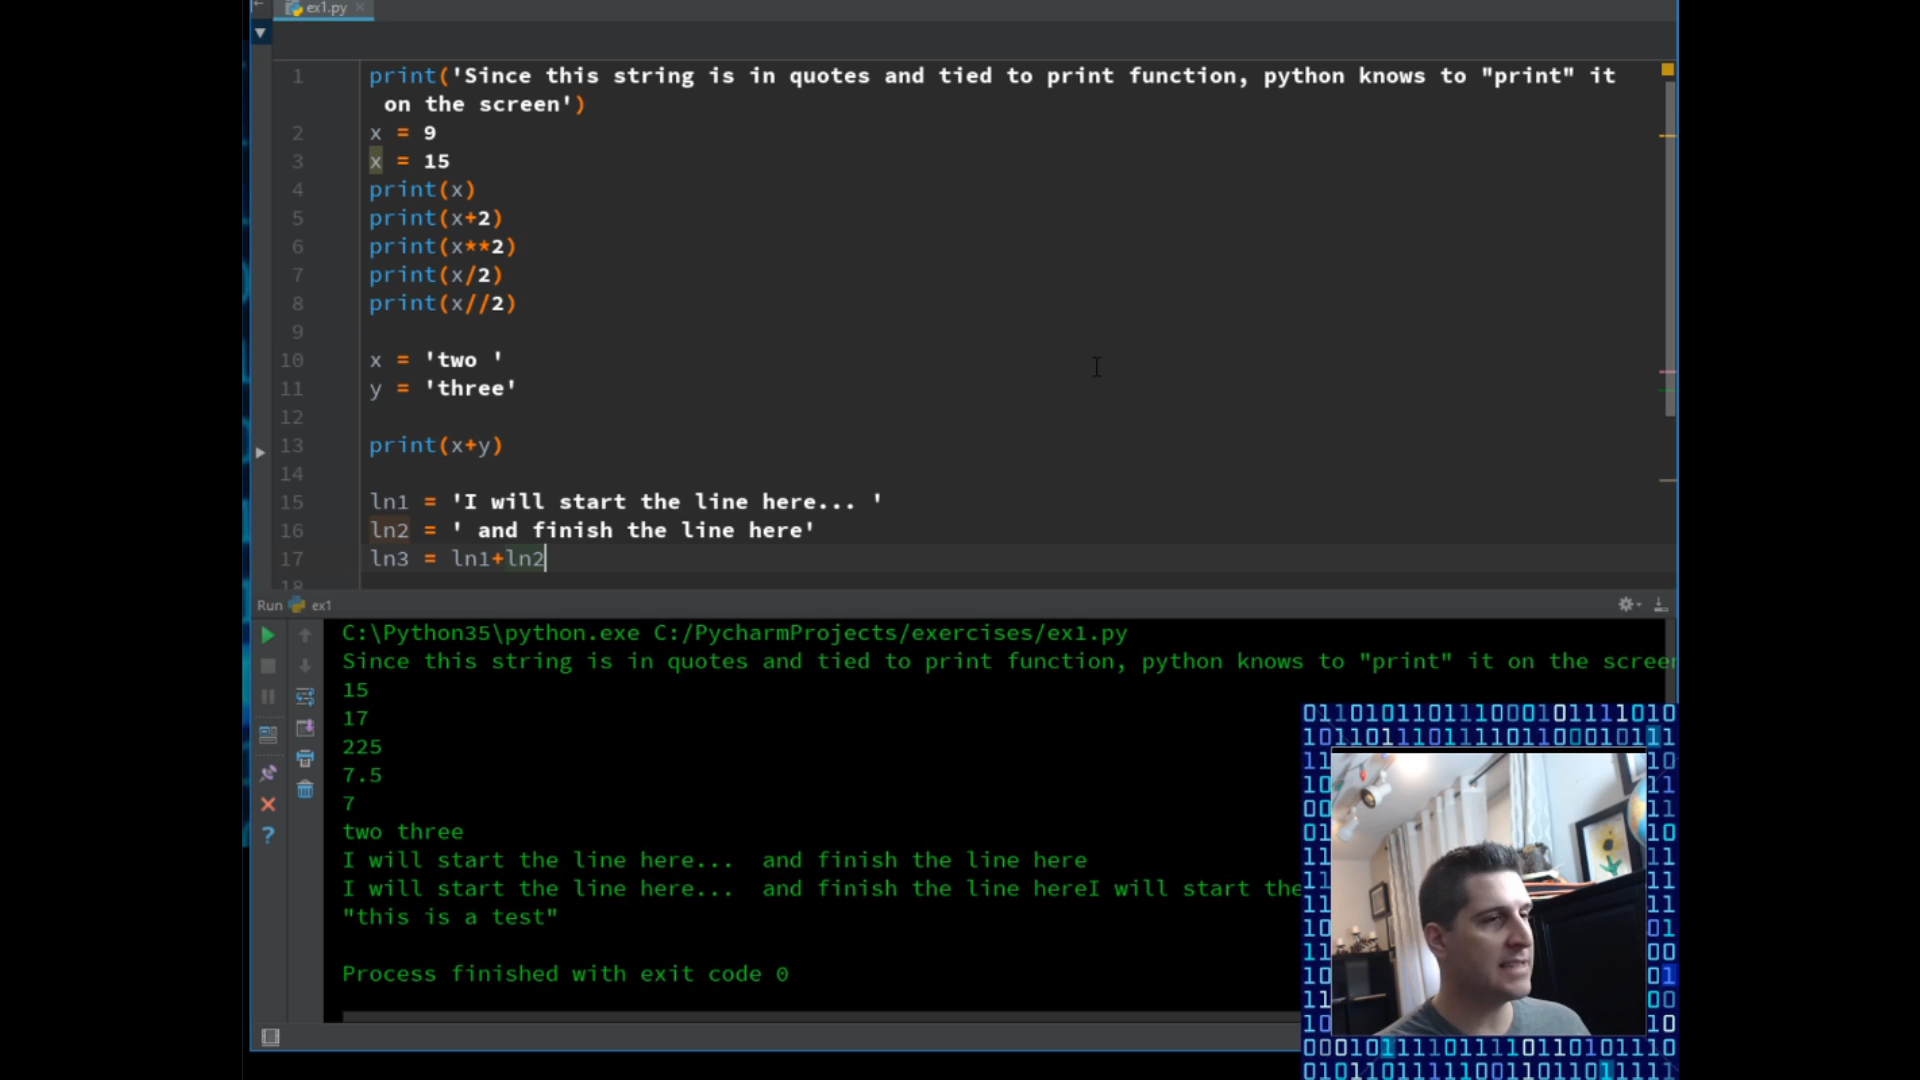 ex1.py
1 print('Since this string is in quotes and tied to print function, python knows to "print" it
on the screen')
2 x = 9
3 x = 15
4 print(x)
5 print(x+2)
6 print(x**2)
7 print(x/2)
8 print(x//2)
9
10 x = 'two '
11 y = 'three'
12
13 print(x+y)
14
15 ln1 = 'I will start the line here... '
16 ln2 = ' and finish the line here'
17 ln3 = ln1+ln2
18
Run ex1
C:\Python35\python.exe C:/PycharmProjects/exercises/ex1.py
Since this string is in quotes and tied to print function, python knows to "print" it on the screen
15
17
225
7.5
7
two three
I will start the line here...  and finish the line here
I will start the line here...  and finish the line hereI will start the
"this is a test"
Process finished with exit code 0